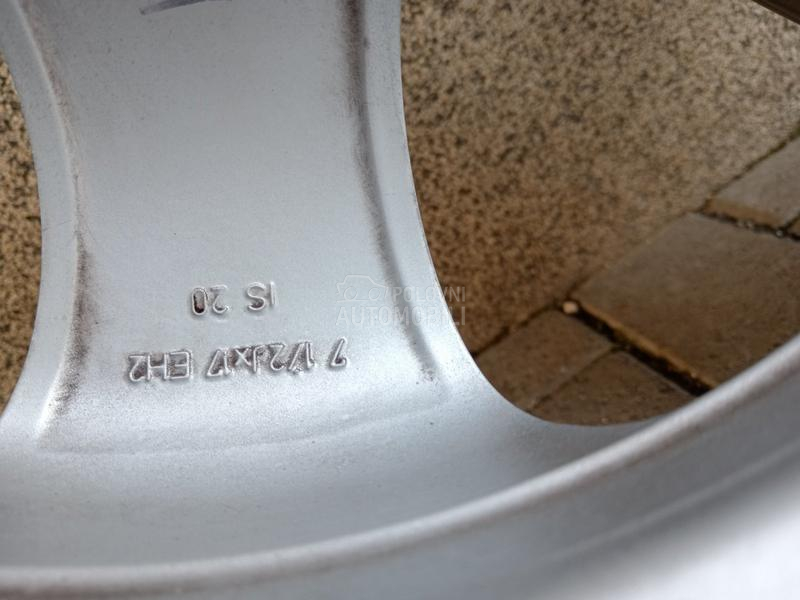 7 1/2Jx17 EH2
IS 20
POLOVNI
AUTOMOBILI